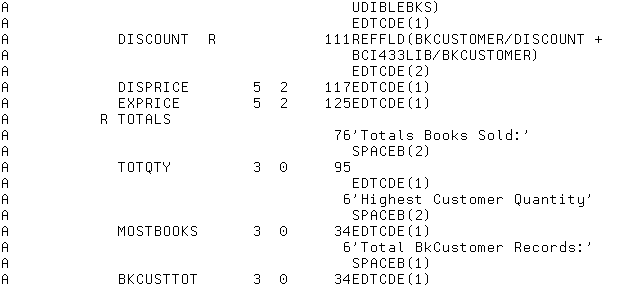 A                                      UDIBLEBKS)
A                                      EDTCDE(1)
A            DISCOUNT  R            111REFFLD(BKCUSTOMER/DISCOUNT +
A                                      BCI433LIB/BKCUSTOMER)
A                                      EDTCDE(2)
A            DISPRICE       5  2    117EDTCDE(1)
A            EXPRICE        5  2    125EDTCDE(1)
A          R TOTALS
A                                    76'Totals Books Sold:'
A                                      SPACEB(2)
A            TOTQTY         3  0     95
A                                      EDTCDE(1)
A                                     6'Highest Customer Quantity'
A                                      SPACEB(2)
A            MOSTBOOKS      3  0     34EDTCDE(1)
A                                     6'Total BkCustomer Records:'
A                                      SPACEB(1)
A            BKCUSTTOT      3  0     34EDTCDE(1)